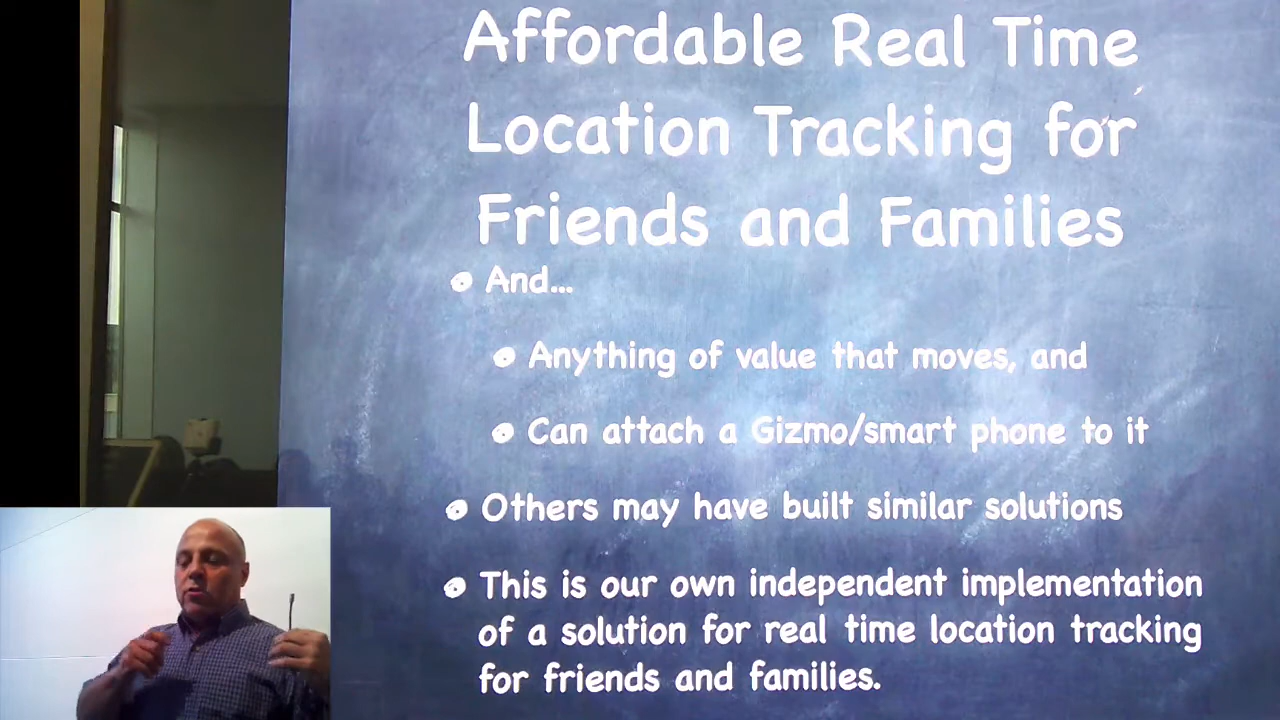 Affordable Real Time
Location Tracking for
Friends and Families
And...
Anything of value that moves, and
Can attach a Gizmo/smart phone to it
Others may have built similar solutions
This is our own independent implementation
of a solution for real time location tracking
for friends and families.